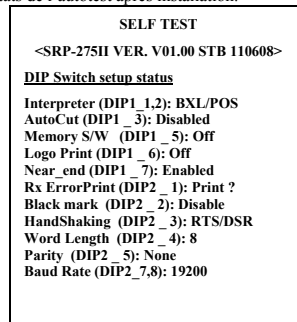 SELF TEST
<SRP-275II VER. V01.00 STB 110608>
DIP Switch setup status
Interpreter (DIP1_1,2): BXL/POS
AutoCut (DIP1 _ 3): Disabled
Memory S/W (DIP1 _ 5): Off
Logo Print (DIP1 _ 6): Off
Near_end (DIP1 _ 7): Enabled
Rx ErrorPrint (DIP2 _ 1): Print ?
Black mark (DIP2 _ 2): Disable
HandShaking (DIP2 _ 3): RTS/DSR
Word Length (DIP2 _ 4): 8
Parity (DIP2 _ 5): None
Baud Rate (DIP2_7,8): 19200